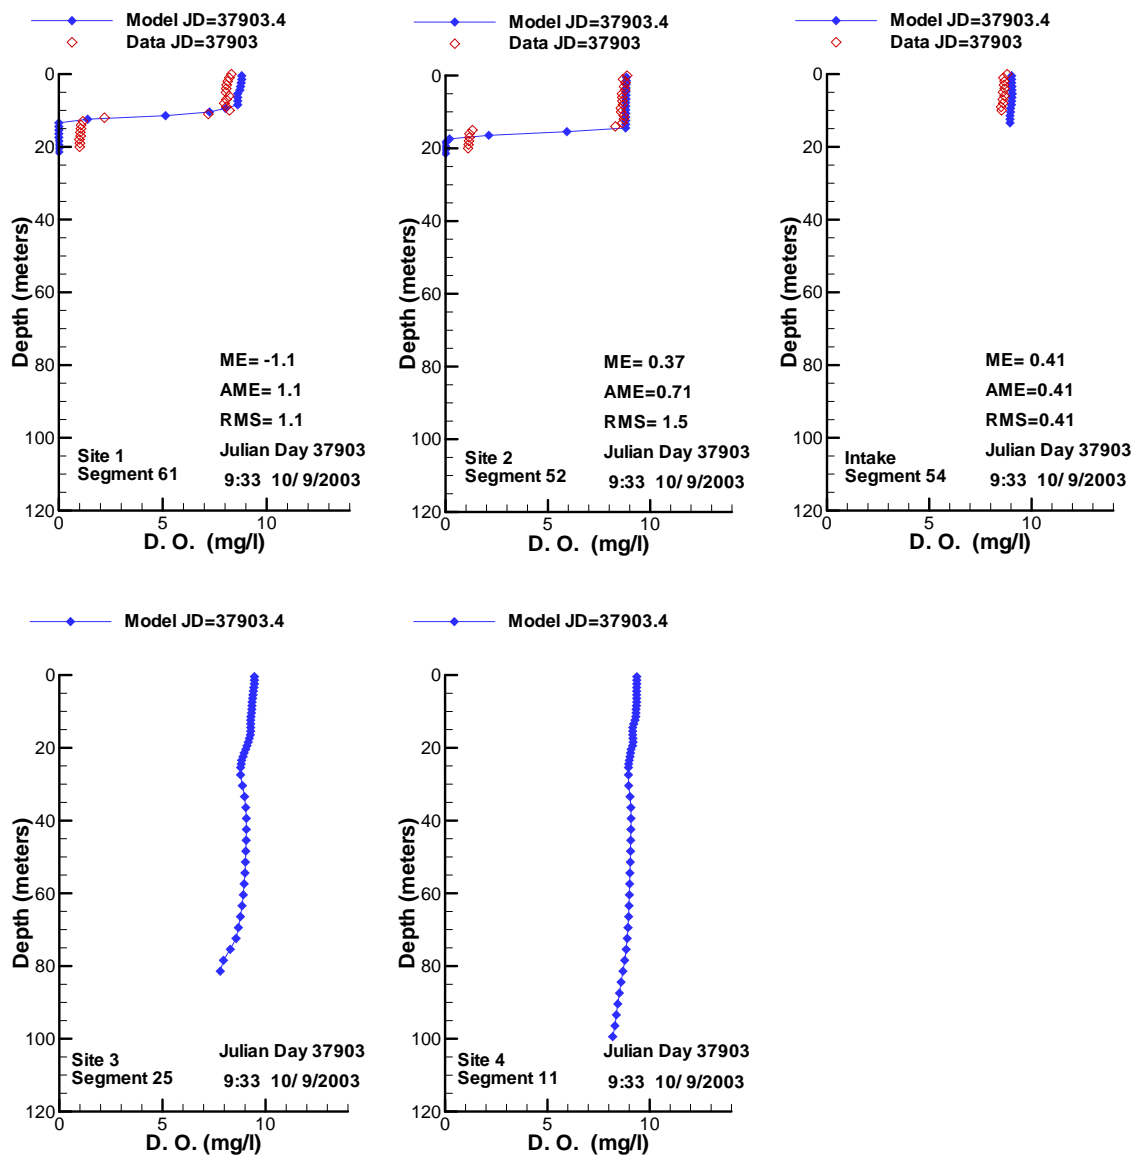 Model JD=37903.4
Data JD=37903
0
20
40
60
80
100
120
Depth (meters)
ME= -1.1
AME= 1.1
RMS= 1.1
Julian Day 37903
9:33 10/ 9/2003
Site 1
Segment 61
0 5 10
D. O. (mg/l)
Model JD=37903.4
Data JD=37903
0
20
40
60
80
100
120
Depth (meters)
ME= 0.37
AME=0.71
RMS= 1.5
Julian Day 37903
9:33 10/ 9/2003
Site 2
Segment 52
0 5 10
D. O. (mg/l)
Model JD=37903.4
Data JD=37903
0
20
40
60
80
100
120
Depth (meters)
ME= 0.41
AME=0.41
RMS=0.41
Julian Day 37903
9:33 10/ 9/2003
Intake
Segment 54
0 5 10
D. O. (mg/l)
Model JD=37903.4
0
20
40
60
80
100
120
Depth (meters)
Julian Day 37903
9:33 10/ 9/2003
Site 3
Segment 25
0 5 10
D. O. (mg/l)
Model JD=37903.4
0
20
40
60
80
100
120
Depth (meters)
Julian Day 37903
9:33 10/ 9/2003
Site 4
Segment 11
0 5 10
D. O. (mg/l)